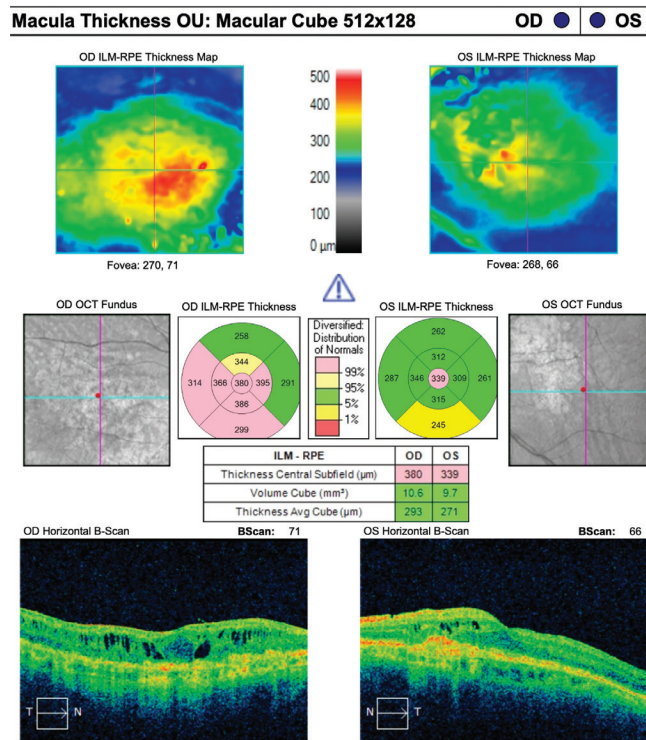 Macula Thickness OU: Macular Cube 512x128 OD OS
OD ILM-RPE Thickness Map
OS ILM-RPE Thickness Map
500
400
300
200
100
0 µm
Fovea: 270, 71
Fovea: 268, 66
OD OCT Fundus
OD ILM-RPE Thickness
OS ILM-RPE Thickness
OS OCT Fundus
258
344
314 366 380 395 291
386
299
Diversified:
Distribution
of Normals
99%
95%
5%
1%
262
312
287 346 339 309 261
315
245
ILM - RPE OD OS
Thickness Central Subfield (µm) 380 339
Volume Cube (mm³) 10.6 9.7
Thickness Avg Cube (µm) 293 271
OD Horizontal B-Scan BScan: 71
OS Horizontal B-Scan BScan: 66
T N
N T